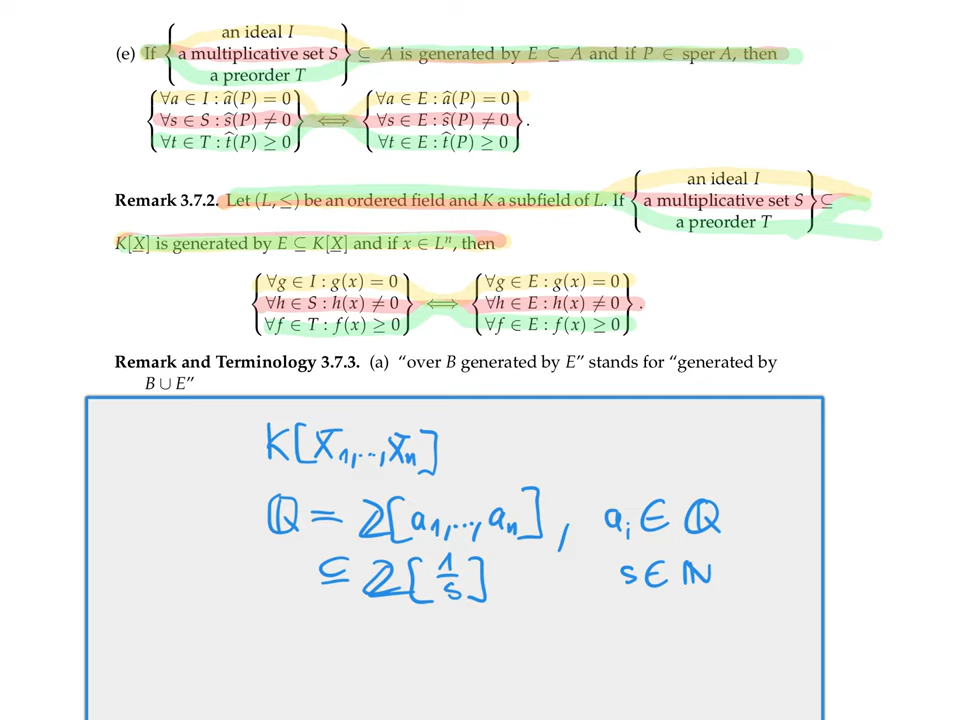 an ideal I
(e) If { a multiplicative set S } ⊆ A is generated by E ⊆ A and if P ∈ sper A, then
a preorder T
∀a ∈ I : â(P) = 0 ∀a ∈ E : â(P) = 0
∀s ∈ S : ŝ(P) ≠ 0 ⟺ ∀s ∈ E : ŝ(P) ≠ 0 .
∀t ∈ T : t̂(P) ≥ 0 ∀t ∈ E : t̂(P) ≥ 0
an ideal I
Remark 3.7.2. Let (L, ≤) be an ordered field and K a subfield of L. If { a multiplicative set S } ⊆
a preorder T
K[X] is generated by E ⊆ K[X] and if x ∈ Lⁿ, then
∀g ∈ I : g(x) = 0 ∀g ∈ E : g(x) = 0
∀h ∈ S : h(x) ≠ 0 ⟺ ∀h ∈ E : h(x) ≠ 0 .
∀f ∈ T : f(x) ≥ 0 ∀f ∈ E : f(x) ≥ 0
Remark and Terminology 3.7.3. (a) “over B generated by E” stands for “generated by
B ∪ E”
K[X₁,..,Xₙ]
ℚ = ℤ[a₁,..,aₙ], aᵢ ∈ ℚ
⊆ ℤ[1/s] s ∈ ℕ